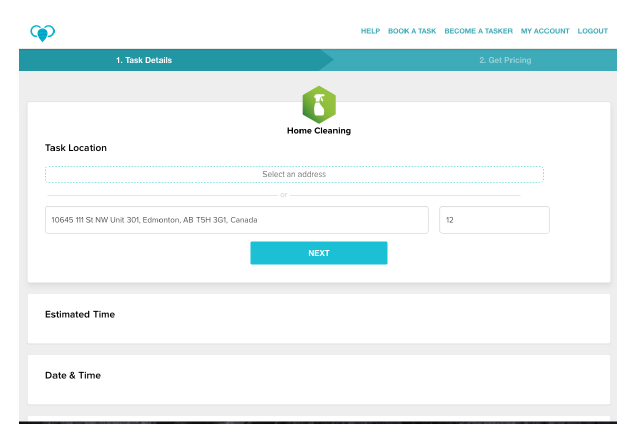 HELP BOOK A TASK BECOME A TASKER MY ACCOUNT LOGOUT
1. Task Details 2. Get Pricing
Home Cleaning
Task Location
Select an address
or
10645 111 St NW Unit 301, Edmonton, AB T5H 3G1, Canada 12
NEXT
Estimated Time
Date & Time